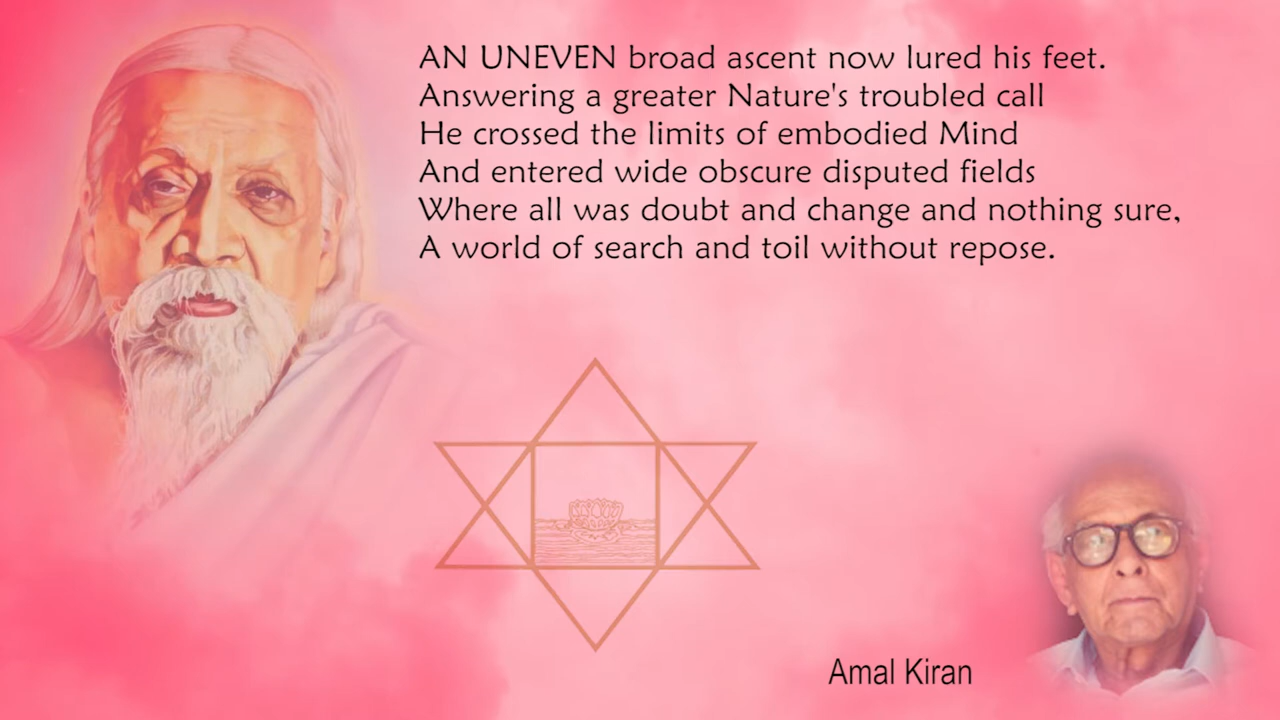 AN UNEVEN broad ascent now lured his feet.
Answering a greater Nature's troubled call
He crossed the limits of embodied Mind
And entered wide obscure disputed fields
Where all was doubt and change and nothing sure,
A world of search and toil without repose.
Amal Kiran